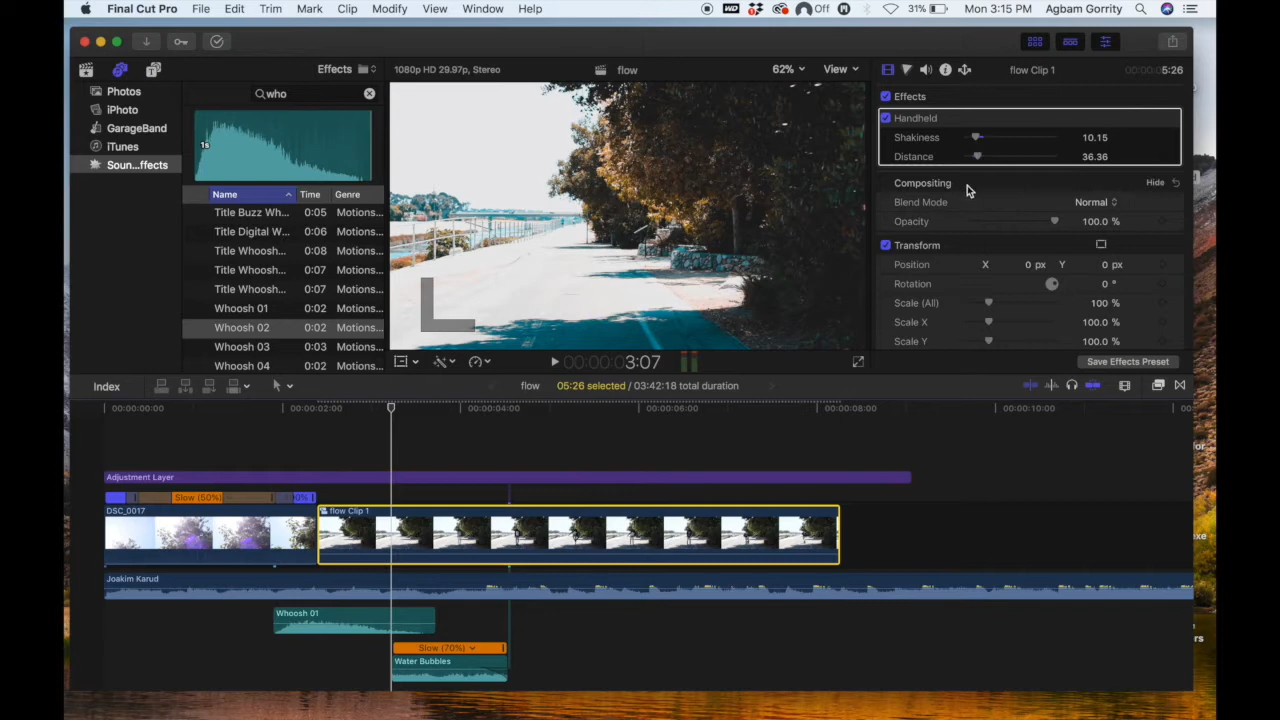 Final Cut Pro File Edit Trim Mark Clip Modify View Window Help
WD Off 31% Mon 3:15 PM Agbam Gorrity
Effects 1080p HD 29.97p, Stereo flow 62% View flow Clip 1 5:26
Photos
iPhoto
GarageBand
iTunes
Soun...ffects
who
1s
Name Time Genre
Title Buzz Wh... 0:05 Motions...
Title Digital W... 0:06 Motions...
Title Whoosh... 0:08 Motions...
Title Whoosh... 0:07 Motions...
Title Whoosh... 0:07 Motions...
Whoosh 01 0:02 Motions...
Whoosh 02 0:02 Motions...
Whoosh 03 0:03 Motions...
Whoosh 04 0:02 Motions...
L
00:00:03:07
Effects
Handheld
Shakiness 10.15
Distance 36.36
Compositing Hide
Blend Mode Normal
Opacity 100.0 %
Transform
Position X 0 px Y 0 px
Rotation 0 °
Scale (All) 100 %
Scale X 100.0 %
Scale Y 100.0 %
Save Effects Preset
Index flow 05:26 selected / 03:42:18 total duration
00:00:00:00 00:00:02:00 00:00:04:00 00:00:06:00 00:00:08:00 00:00:10:00
Adjustment Layer
Slow (50%)
DSC_0017 flow Clip 1
Joakim Karud
Whoosh 01
Slow (70%)
Water Bubbles